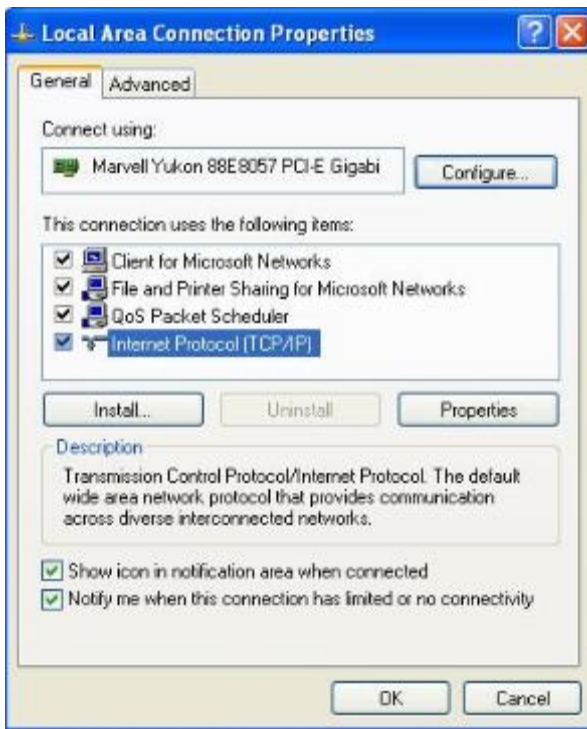 Local Area Connection Properties
General
Advanced
Connect using:
Marvell Yukon 88E8057 PCI-E Gigabi
Configure...
This connection uses the following items:
Client for Microsoft Networks
File and Printer Sharing for Microsoft Networks
QoS Packet Scheduler
Internet Protocol (TCP/IP)
Install...
Uninstall
Properties
Description
Transmission Control Protocol/Internet Protocol. The default
wide area network protocol that provides communication
across diverse interconnected networks.
Show icon in notification area when connected
Notify me when this connection has limited or no connectivity
OK
Cancel